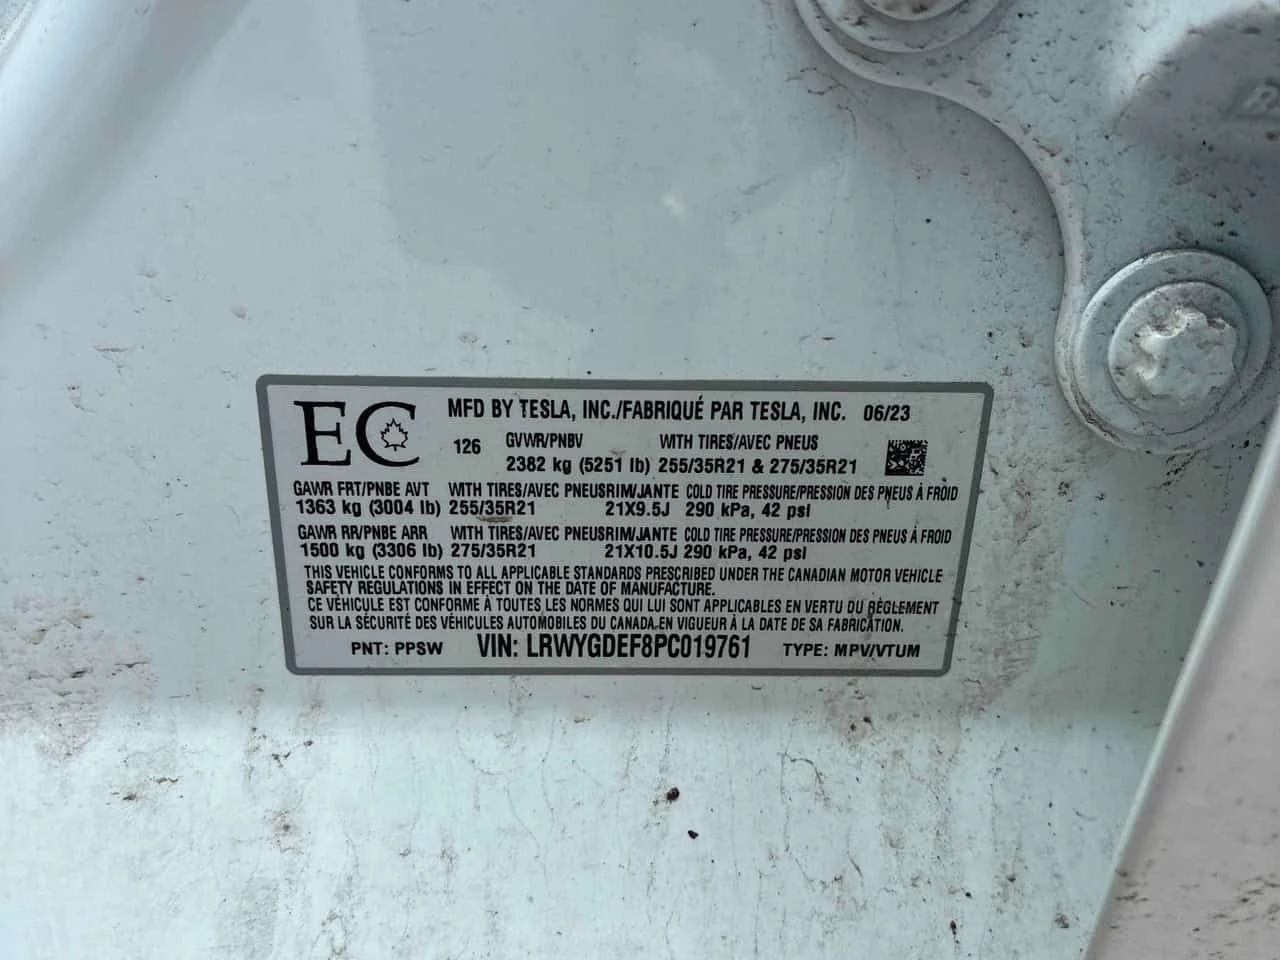 EC
MFD BY TESLA, INC./FABRIQUÉ PAR TESLA, INC. 06/23
126 GVWR/PNBV WITH TIRES/AVEC PNEUS
2382 kg (5251 lb) 255/35R21 & 275/35R21
GAWR FRT/PNBE AVT WITH TIRES/AVEC PNEUS RIM/JANTE COLD TIRE PRESSURE/PRESSION DES PNEUS À FROID
1363 kg (3004 lb) 255/35R21 21X9.5J 290 kPa, 42 psi
GAWR RR/PNBE ARR WITH TIRES/AVEC PNEUS RIM/JANTE COLD TIRE PRESSURE/PRESSION DES PNEUS À FROID
1500 kg (3306 lb) 275/35R21 21X10.5J 290 kPa, 42 psi
THIS VEHICLE CONFORMS TO ALL APPLICABLE STANDARDS PRESCRIBED UNDER THE CANADIAN MOTOR VEHICLE
SAFETY REGULATIONS IN EFFECT ON THE DATE OF MANUFACTURE.
CE VÉHICULE EST CONFORME À TOUTES LES NORMES QUI LUI SONT APPLICABLES EN VERTU DU RÈGLEMENT
SUR LA SÉCURITÉ DES VÉHICULES AUTOMOBILES DU CANADA EN VIGUEUR À LA DATE DE SA FABRICATION.
PNT: PPSW VIN: LRWYGDEF8PC019761 TYPE: MPV/VTUM